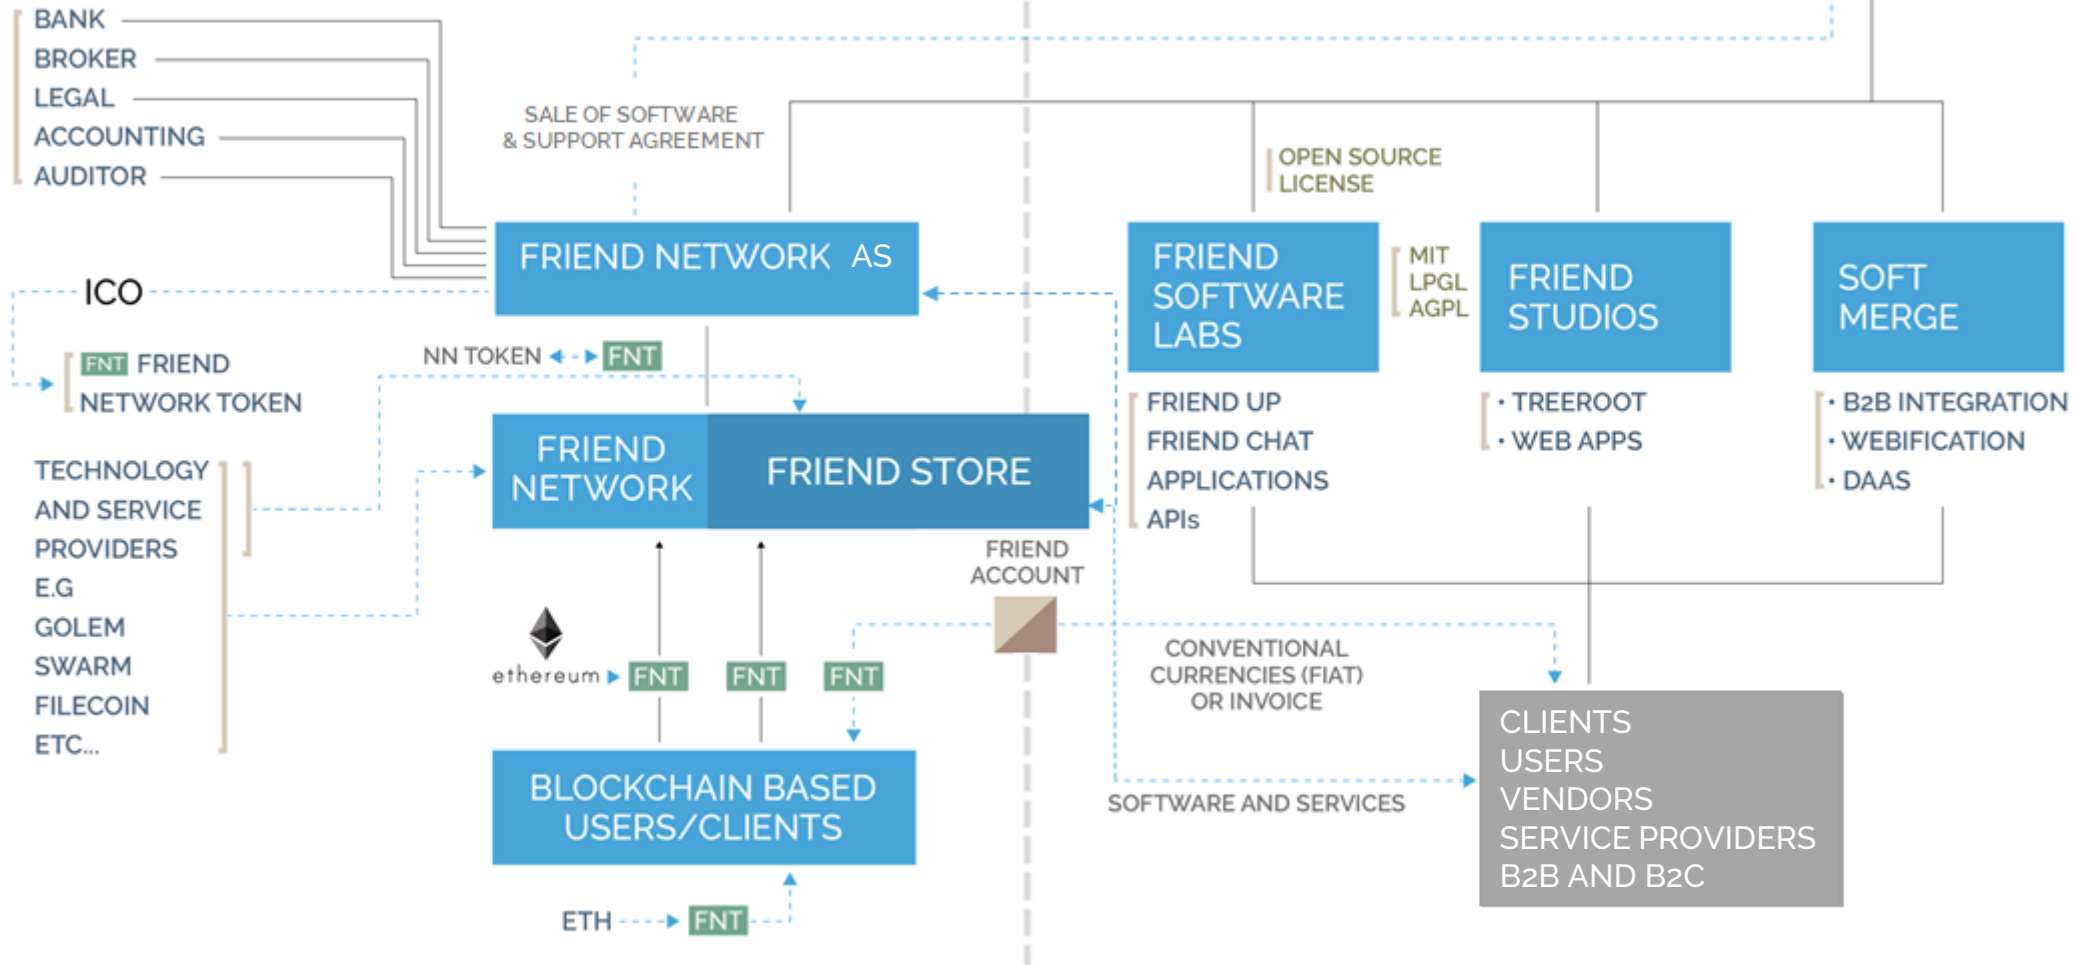 BANK
BROKER
LEGAL
ACCOUNTING
AUDITOR
SALE OF SOFTWARE
& SUPPORT AGREEMENT
OPEN SOURCE
LICENSE
FRIEND NETWORK AS
FRIEND
SOFTWARE
LABS
MIT
LPGL
AGPL
FRIEND
STUDIOS
SOFT
MERGE
ICO
FNT FRIEND
NETWORK TOKEN
NN TOKEN
FNT
FRIEND UP
FRIEND CHAT
APPLICATIONS
APIs
• TREEROOT
• WEB APPS
• B2B INTEGRATION
• WEBIFICATION
• DAAS
TECHNOLOGY
AND SERVICE
PROVIDERS
E.G
GOLEM
SWARM
FILECOIN
ETC...
FRIEND
NETWORK
FRIEND STORE
FRIEND
ACCOUNT
ethereum
FNT
FNT
FNT
CONVENTIONAL
CURRENCIES (FIAT)
OR INVOICE
CLIENTS
USERS
VENDORS
SERVICE PROVIDERS
B2B AND B2C
SOFTWARE AND SERVICES
BLOCKCHAIN BASED
USERS/CLIENTS
ETH
FNT